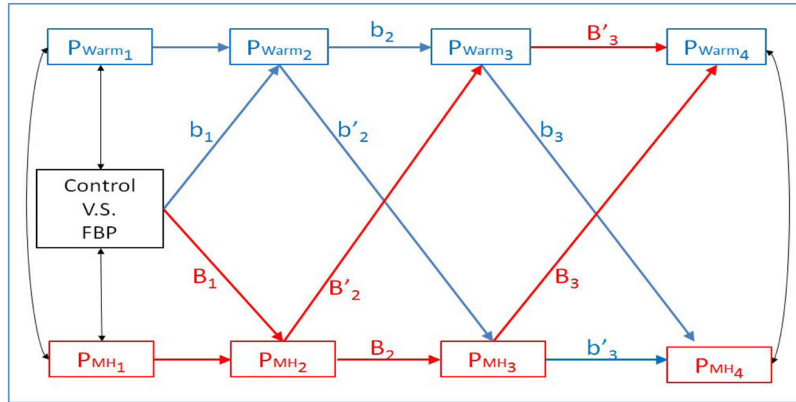 PWarm1
PWarm2
b2
PWarm3
B'3
PWarm4
b1
b'2
b3
Control
V.S.
FBP
B1
B'2
B3
PMH1
PMH2
B2
PMH3
b'3
PMH4